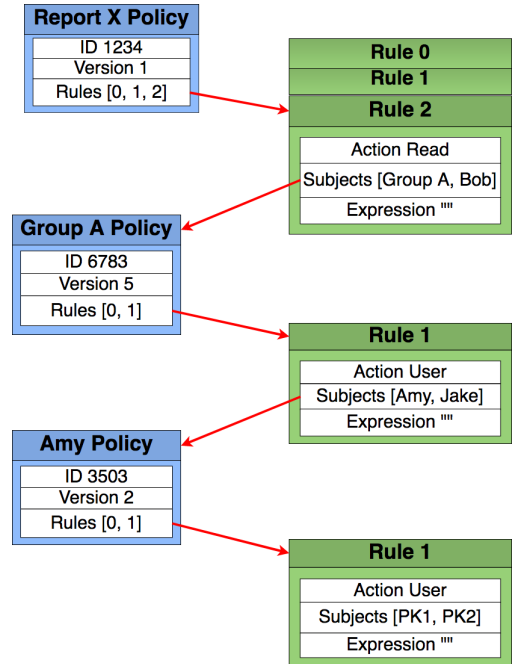 Report X Policy
ID 1234
Version 1
Rules [0, 1, 2]
Rule 0
Rule 1
Rule 2
Action Read
Subjects [Group A, Bob]
Expression ""
Group A Policy
ID 6783
Version 5
Rules [0, 1]
Rule 1
Action User
Subjects [Amy, Jake]
Expression ""
Amy Policy
ID 3503
Version 2
Rules [0, 1]
Rule 1
Action User
Subjects [PK1, PK2]
Expression ""